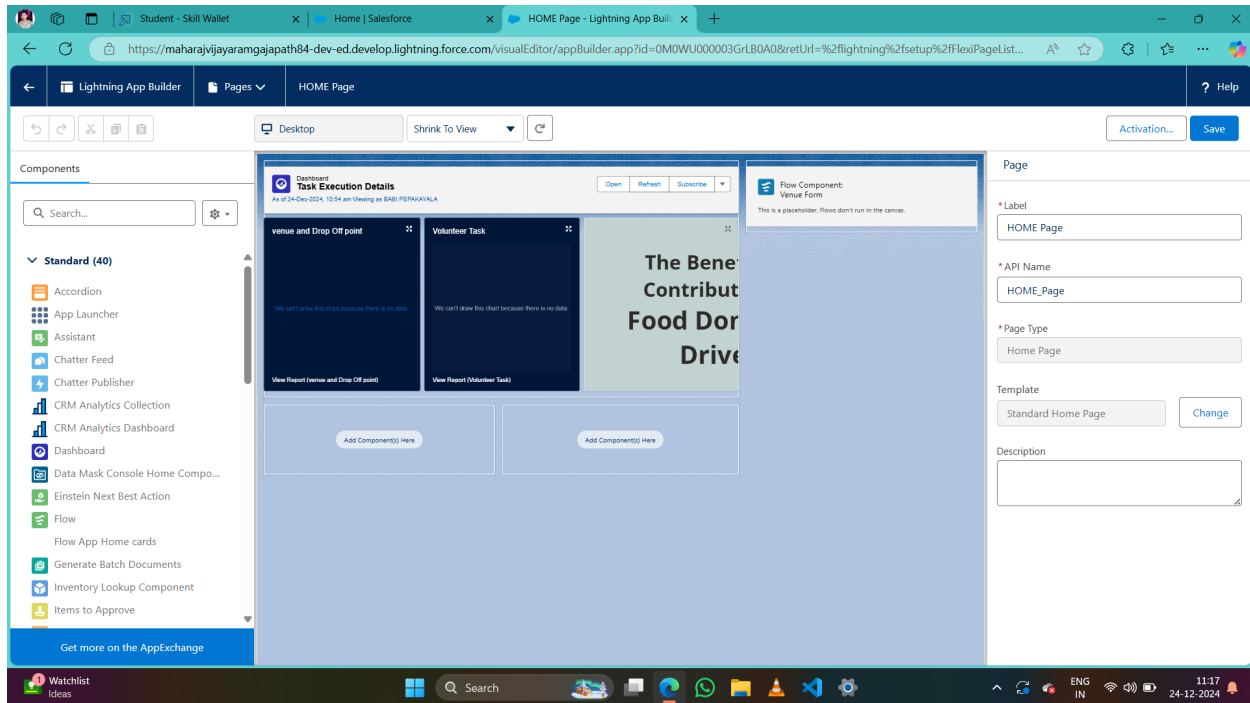 Student - Skill Wallet
Home | Salesforce
HOME Page - Lightning App Builc
https://maharajvijayaramgajapath84-dev-ed.develop.lightning.force.com/visualEditor/appBuilder.app?id=0M0WU000003GrLB0A0&retUrl=%2flightning%2fsetup%2fFlexiPageList...
Lightning App Builder
Pages
HOME Page
? Help
Desktop
Shrink To View
Activation...
Save
Components
Search...
Standard (40)
Accordion
App Launcher
Assistant
Chatter Feed
Chatter Publisher
CRM Analytics Collection
CRM Analytics Dashboard
Dashboard
Data Mask Console Home Compo...
Einstein Next Best Action
Flow
Flow App Home cards
Generate Batch Documents
Inventory Lookup Component
Items to Approve
Get more on the AppExchange
Dashboard
Task Execution Details
As of 24-Dec-2024, 10:54 am Viewing as BABI PEPAKAYALA
Open
Refresh
Subscribe
venue and Drop Off point
We can't draw this chart because there is no data.
View Report (venue and Drop Off point)
Volunteer Task
We can't draw this chart because there is no data.
View Report (Volunteer Task)
The Bene
Contribut
Food Dor
Drive
Add Component(s) Here
Add Component(s) Here
Flow Component:
Venue Form
This is a placeholder. Flows don't run in the canvas.
Page
*Label
HOME Page
*API Name
HOME_Page
*Page Type
Home Page
Template
Standard Home Page
Change
Description
1
Watchlist
Ideas
Search
ENG
IN
11:17
24-12-2024